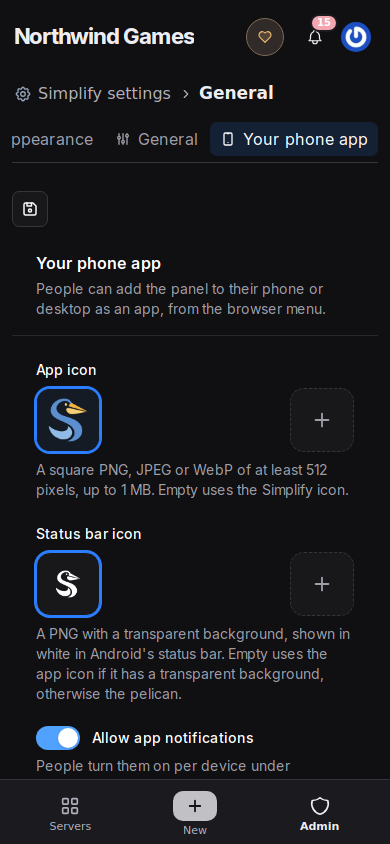 Northwind Games
15
Simplify settings > General
ppearance
General
Your phone app
Your phone app
People can add the panel to their phone or
desktop as an app, from the browser menu.
App icon
A square PNG, JPEG or WebP of at least 512
pixels, up to 1 MB. Empty uses the Simplify icon.
Status bar icon
A PNG with a transparent background, shown in
white in Android's status bar. Empty uses the
app icon if it has a transparent background,
otherwise the pelican.
Allow app notifications
People turn them on per device under
Servers
New
Admin